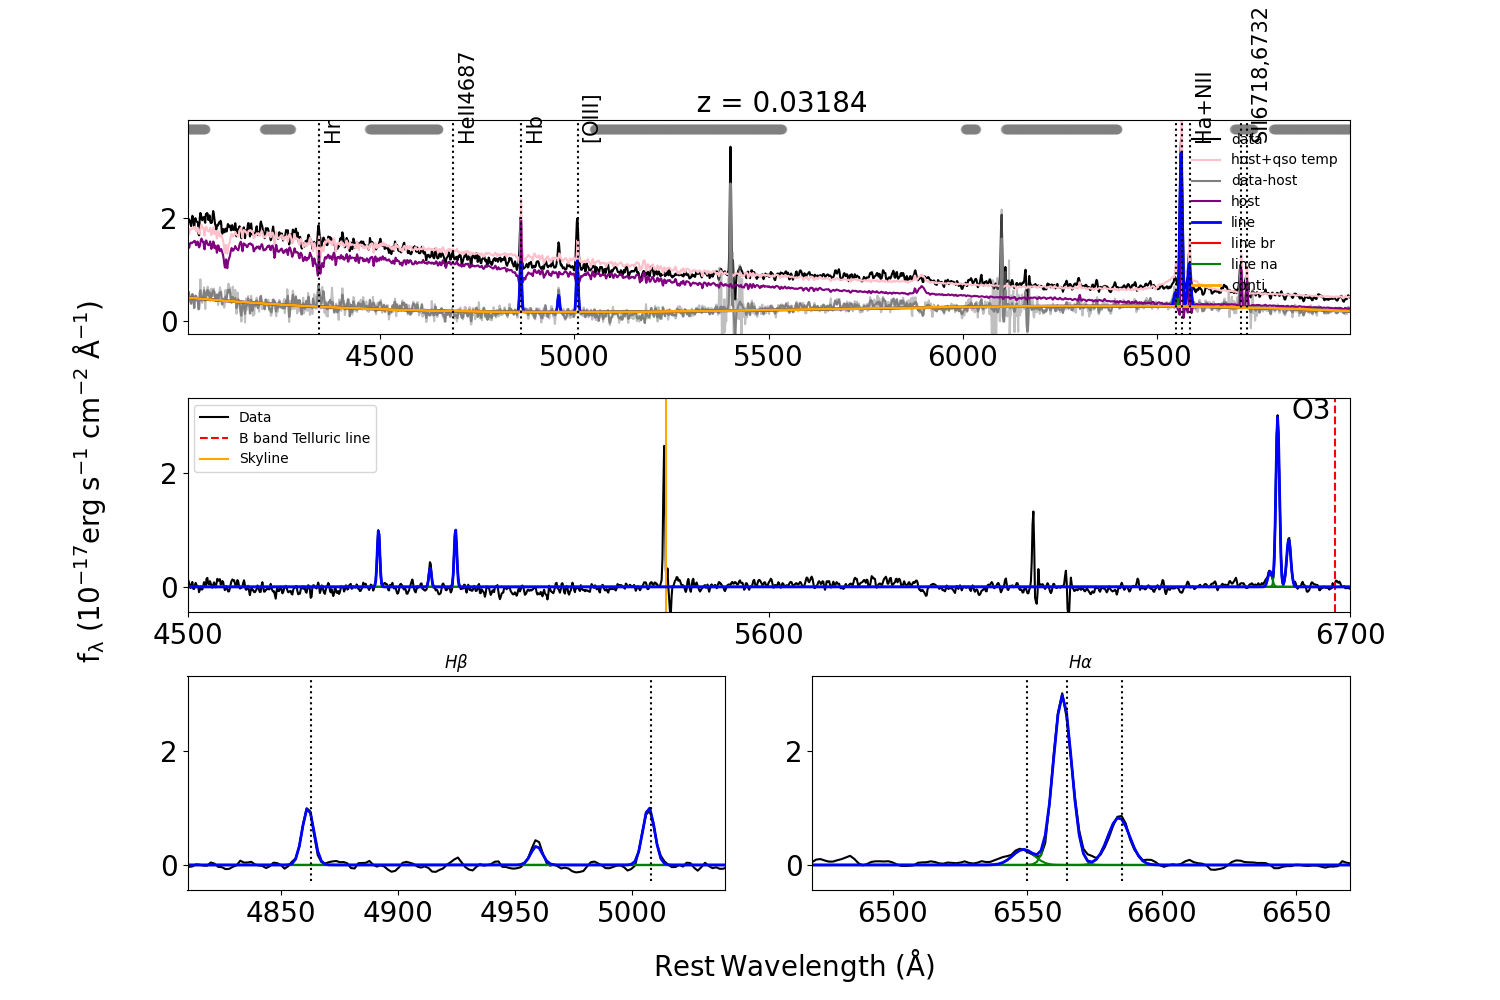 z = 0.03184
Hr
HeII4687
Hb
[OIII]
Ha+NII
SII6718,6732
data
host+qso temp
data-host
host
line
line br
line na
conti
2
0
4500
5000
5500
6000
6500
fλ (10⁻¹⁷erg s⁻¹ cm⁻² Å⁻¹)
Data
B band Telluric line
Skyline
O3
2
0
4500
5600
6700
Hβ
2
0
4850
4900
4950
5000
Hα
2
0
6500
6550
6600
6650
Rest Wavelength (Å)